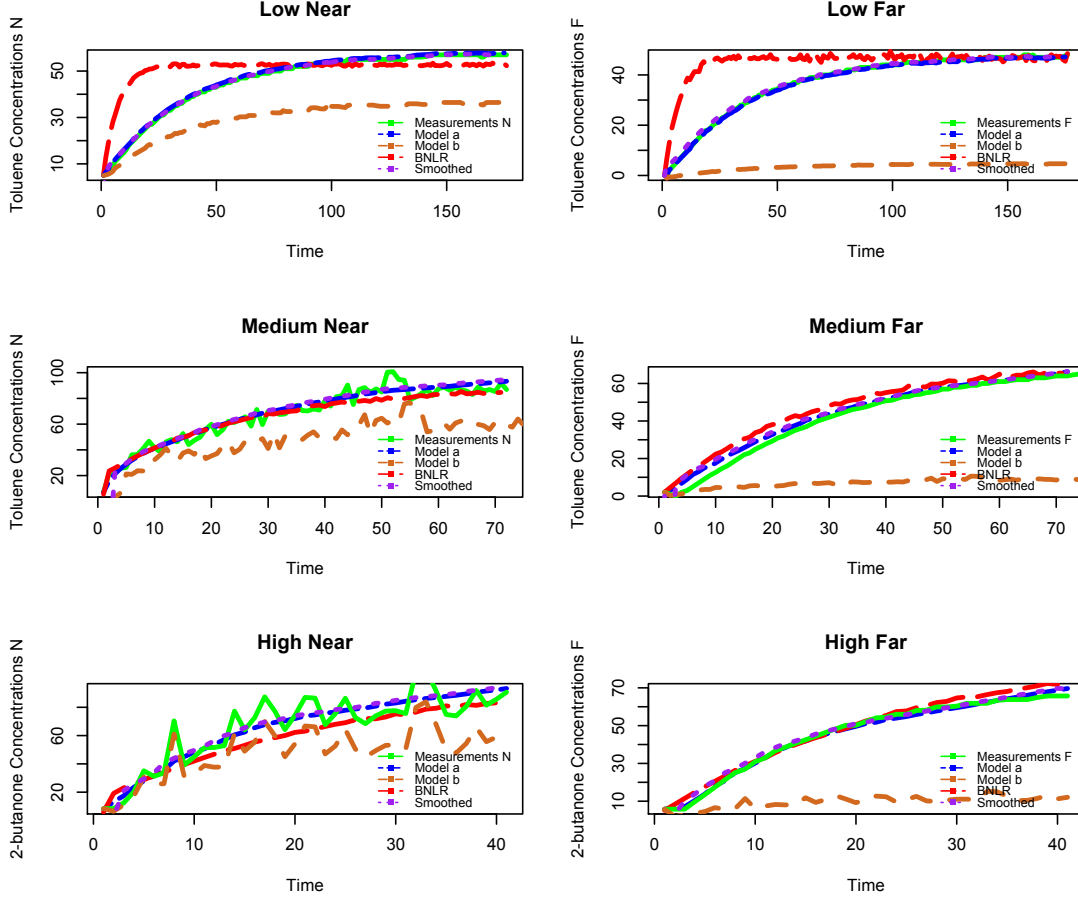 Low Near
Toluene Concentrations N
10
30
50
0
50
100
150
Time
Measurements N
Model a
Model b
BNLR
Smoothed
Low Far
Toluene Concentrations F
0
20
40
0
50
100
150
Time
Measurements F
Model a
Model b
BNLR
Smoothed
Medium Near
Toluene Concentrations N
20
60
100
0
10
20
30
40
50
60
70
Time
Measurements N
Model a
Model b
BNLR
Smoothed
Medium Far
Toluene Concentrations F
0
20
40
60
0
10
20
30
40
50
60
70
Time
Measurements F
Model a
Model b
BNLR
Smoothed
High Near
2-butanone Concentrations N
20
60
0
10
20
30
40
Time
Measurements N
Model a
Model b
BNLR
Smoothed
High Far
2-butanone Concentrations F
10
30
50
70
0
10
20
30
40
Time
Measurements F
Model a
Model b
BNLR
Smoothed